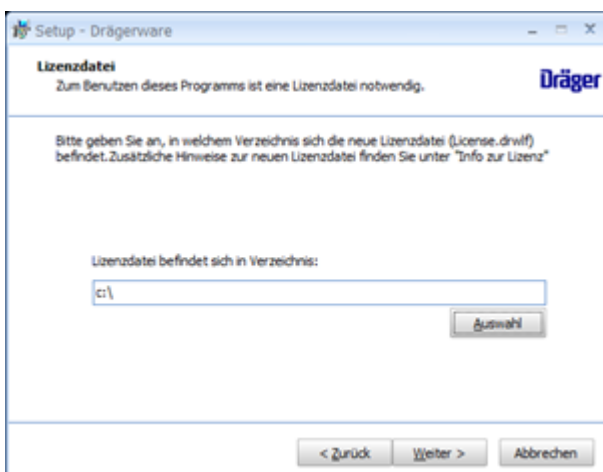 Setup - Drägerware
Lizenzdatei
Zum Benutzen dieses Programms ist eine Lizenzdatei notwendig.
Dräger
Bitte geben Sie an, in welchem Verzeichnis sich die neue Lizenzdatei (License.drwlf)
befindet.Zusätzliche Hinweise zur neuen Lizenzdatei finden Sie unter "Info zur Lizenz"
Lizenzdatei befindet sich in Verzeichnis:
c:\
Auswahl
< Zurück Weiter > Abbrechen